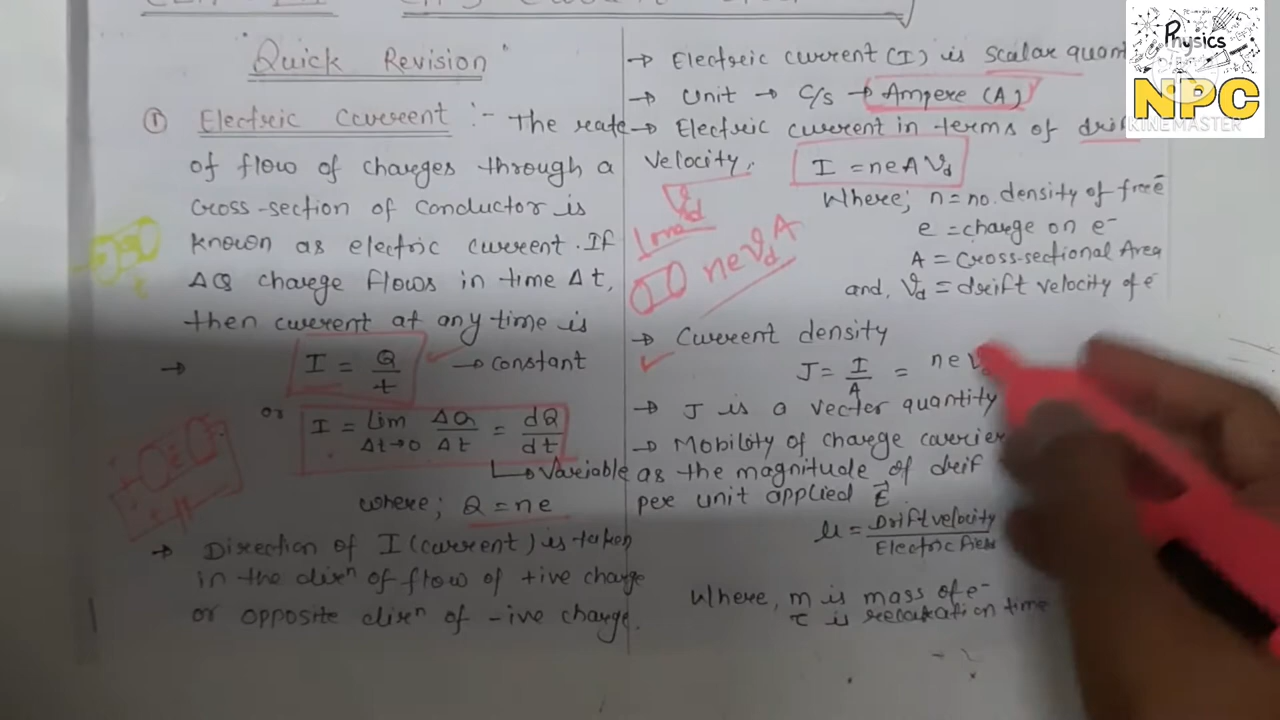 "Quick Revision"
① Electric Current :- The rate
of flow of charges through a
cross-section of conductor is
known as electric current. If
ΔQ charge flows in time Δt,
then current at any time is
→ I = Q/t → constant
or I = Lim Δt→0 ΔQ/Δt = dQ/dt
↳ Variable
where; Q = ne
→ Direction of I (current) is taken
in the dirⁿ of flow of +ive charge
or opposite dirⁿ of -ive charge.
→ Electric current (I) is scalar quant
→ Unit → C/s → Ampere (A)
→ Electric current in terms of drif
velocity. I = neAVd
Vd
Where; n = no. density of free e⁻
e = charge on e⁻
A = cross-sectional Area
and, Vd = drift velocity of e⁻
neVdA
→ Current density
J = I/A = neV
→ J is a vector quantity
→ Mobility of charge carrier
as the magnitude of drif
per unit applied E⃗.
μ = Drift velocity/Electric field
Where, m is mass of e⁻
τ is relaxation time
Physics
NPC
KINEMASTER